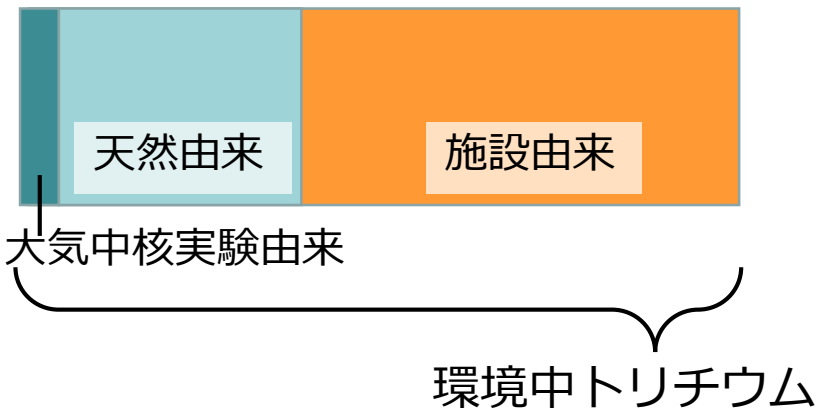 天然由来
施設由来
大気中核実験由来
環境中トリチウム